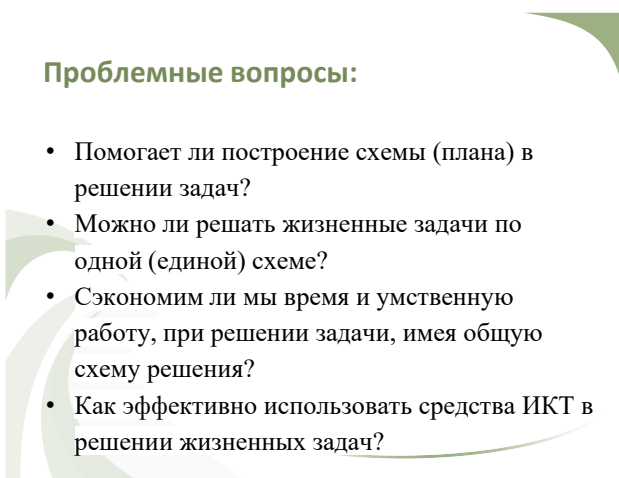 Проблемные вопросы:
• Помогает ли построение схемы (плана) в
решении задач?
• Можно ли решать жизненные задачи по
одной (единой) схеме?
• Сэкономим ли мы время и умственную
работу, при решении задачи, имея общую
схему решения?
• Как эффективно использовать средства ИКТ в
решении жизненных задач?